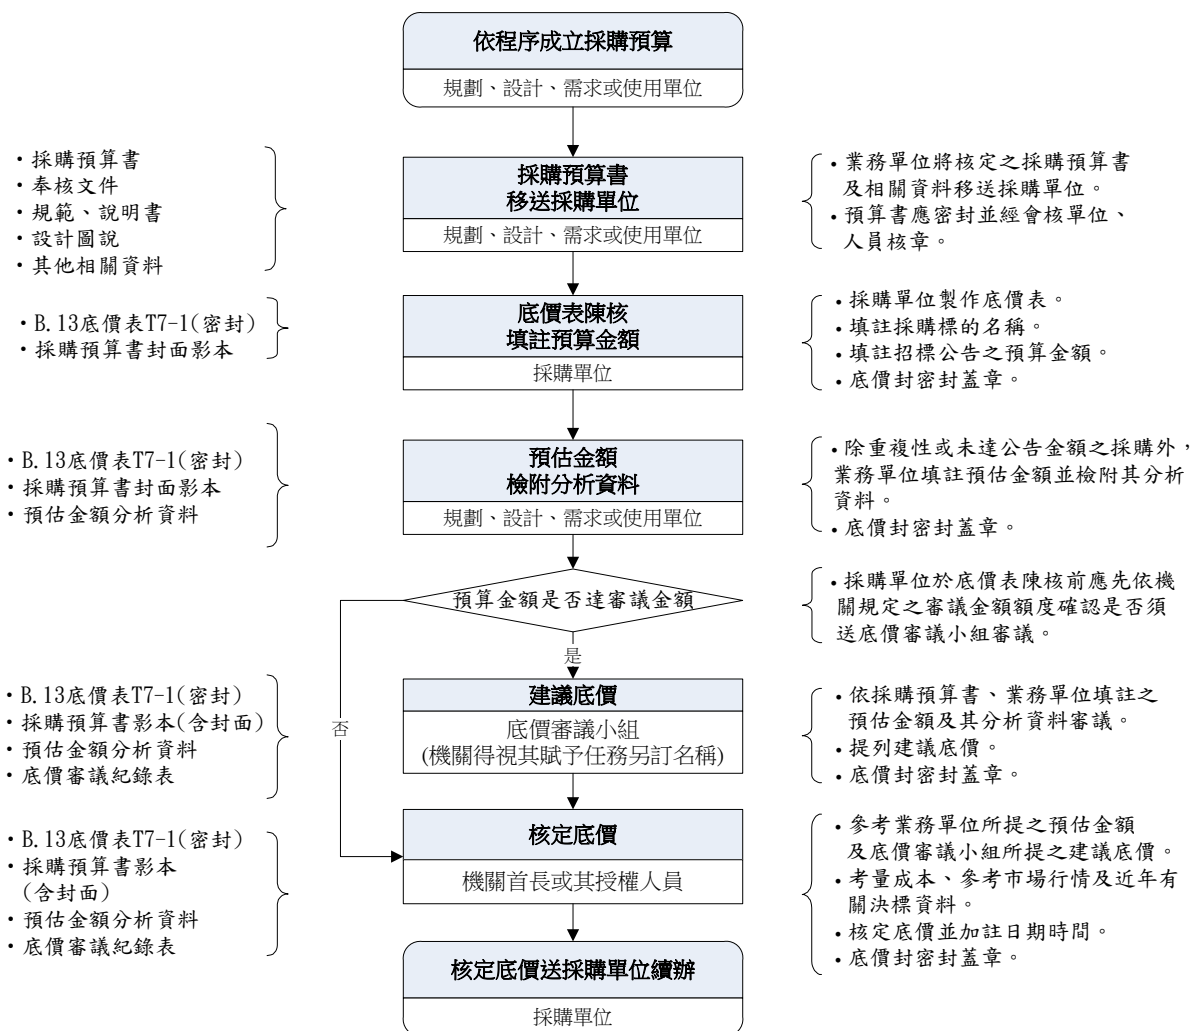 依程序成立採購預算
規劃、設計、需求或使用單位
・採購預算書
・奉核文件
・規範、說明書
・設計圖說
・其他相關資料
採購預算書
移送採購單位
規劃、設計、需求或使用單位
・業務單位將核定之採購預算書
及相關資料移送採購單位。
・預算書應密封並經會核單位、
人員核章。
・B.13底價表T7-1(密封)
・採購預算書封面影本
底價表陳核
填註預算金額
採購單位
・採購單位製作底價表。
・填註採購標的名稱。
・填註招標公告之預算金額。
・底價封密封蓋章。
・B.13底價表T7-1(密封)
・採購預算書封面影本
・預估金額分析資料
預估金額
檢附分析資料
規劃、設計、需求或使用單位
・除重複性或未達公告金額之採購外，
業務單位填註預估金額並檢附其分析
資料。
・底價封密封蓋章。
預算金額是否達審議金額
・採購單位於底價表陳核前應先依機
關規定之審議金額額度確認是否須
送底價審議小組審議。
是
否
・B.13底價表T7-1(密封)
・採購預算書影本(含封面)
・預估金額分析資料
・底價審議紀錄表
建議底價
底價審議小組
(機關得視其賦予任務另訂名稱)
・依採購預算書、業務單位填註之
預估金額及其分析資料審議。
・提列建議底價。
・底價封密封蓋章。
・B.13底價表T7-1(密封)
・採購預算書影本
(含封面)
・預估金額分析資料
・底價審議紀錄表
核定底價
機關首長或其授權人員
・參考業務單位所提之預估金額
及底價審議小組所提之建議底價。
・考量成本、參考市場行情及近年有
關決標資料。
・核定底價並加註日期時間。
・底價封密封蓋章。
核定底價送採購單位續辦
採購單位